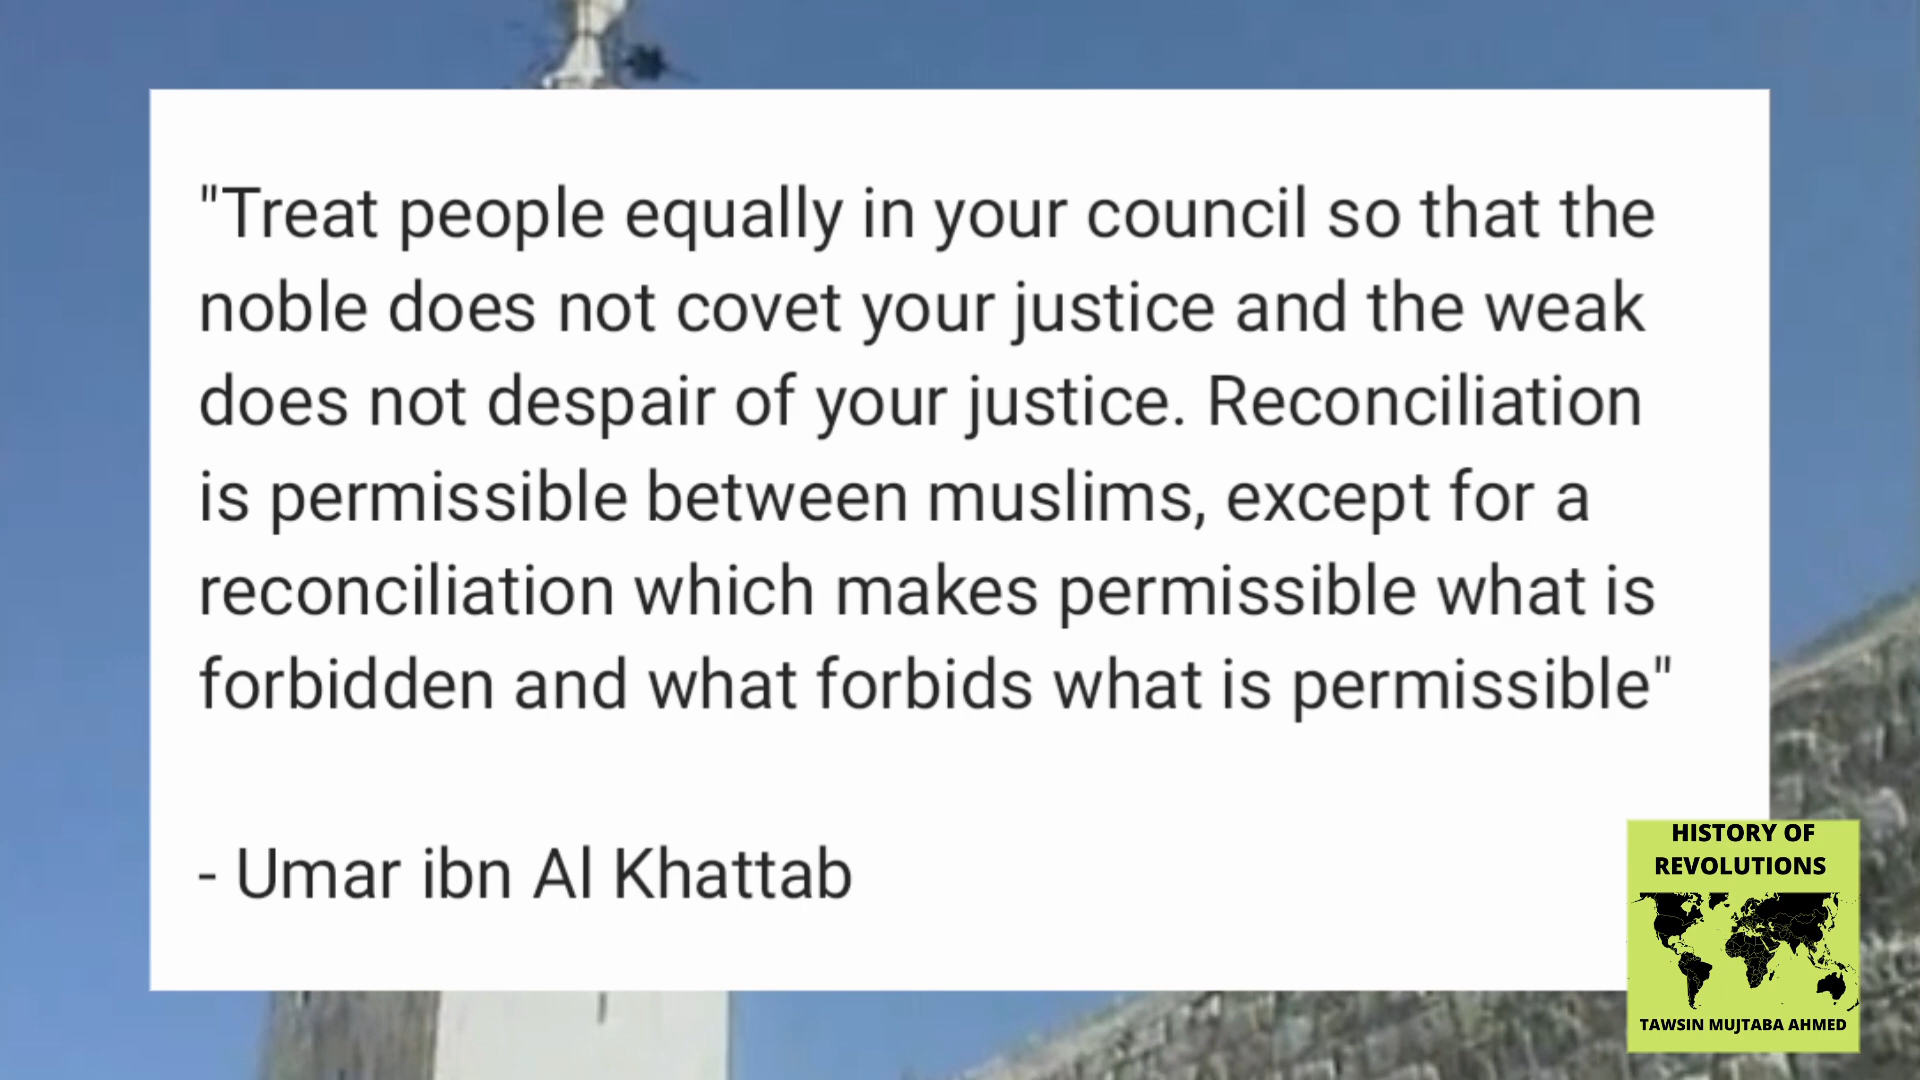 "Treat people equally in your council so that the
noble does not covet your justice and the weak
does not despair of your justice. Reconciliation
is permissible between muslims, except for a
reconciliation which makes permissible what is
forbidden and what forbids what is permissible"
- Umar ibn Al Khattab
HISTORY OF
REVOLUTIONS
TAWSIN MUJTABA AHMED